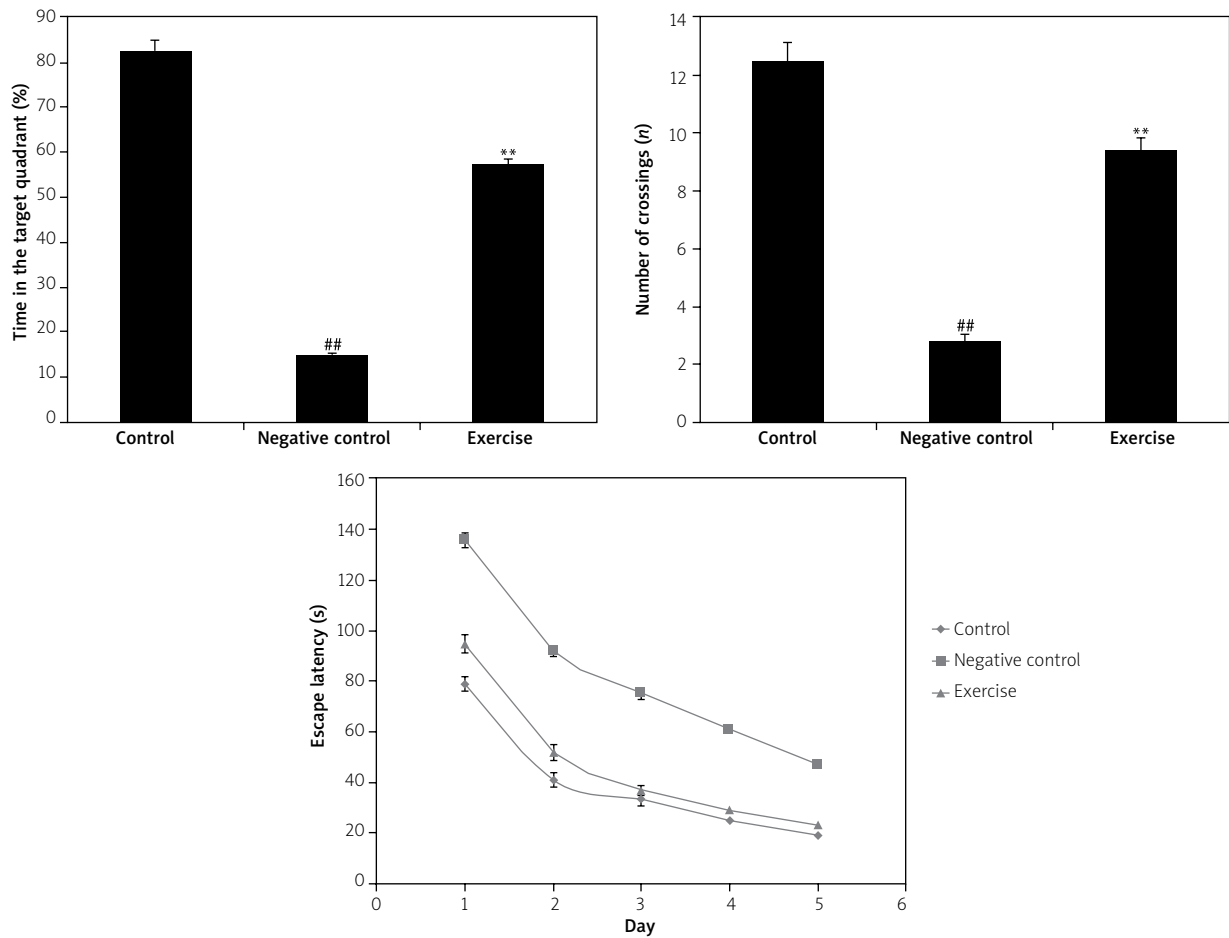 Time in the target quadrant (%)
90
80
70
60
50
40
30
20
10
0
##
**
Control
Negative control
Exercise
Number of crossings (n)
14
12
10
8
6
4
2
0
##
**
Control
Negative control
Exercise
Escape latency (s)
160
140
120
100
80
60
40
20
0
0 1 2 3 4 5 6
Day
Control
Negative control
Exercise